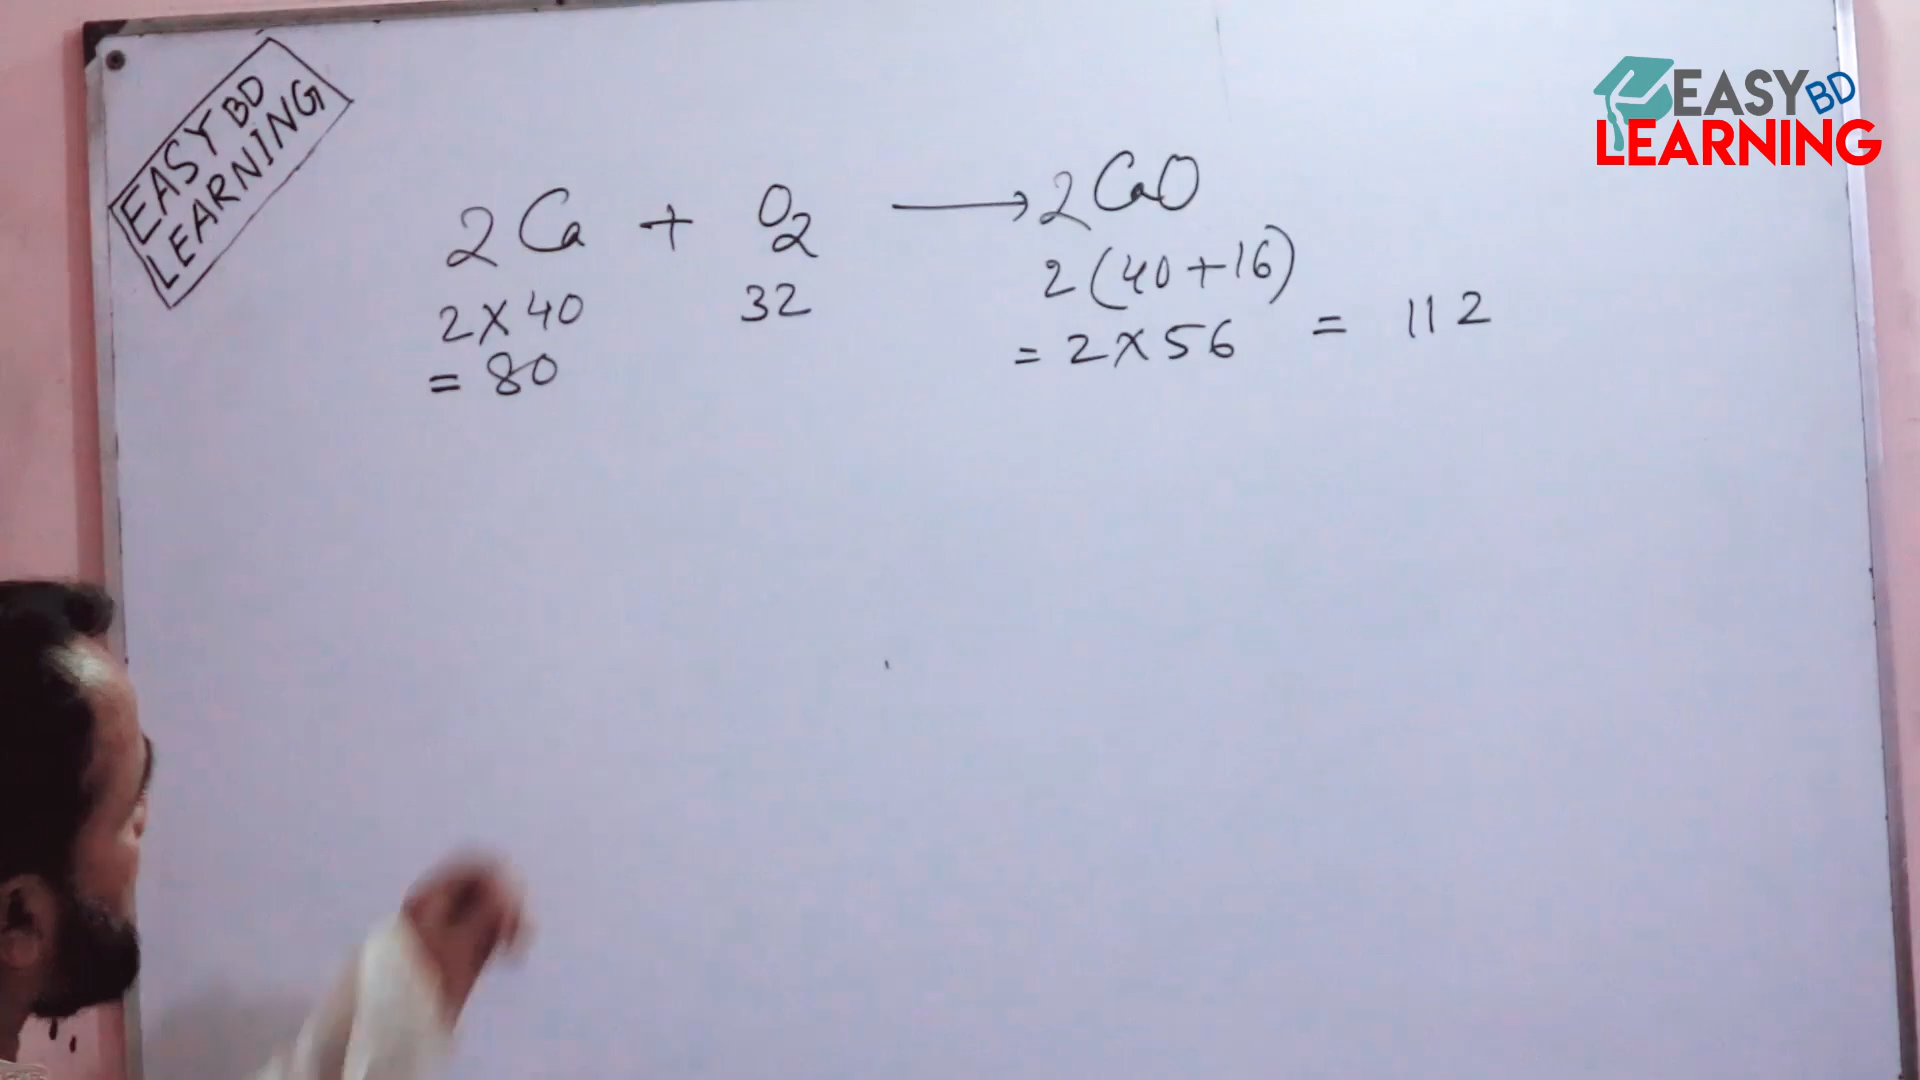 EASY BD
LEARNING
EASY BD
LEARNING
2Ca + O₂ ⟶ 2CaO
2×40 32 2(40+16)
= 80 = 2×56 = 112